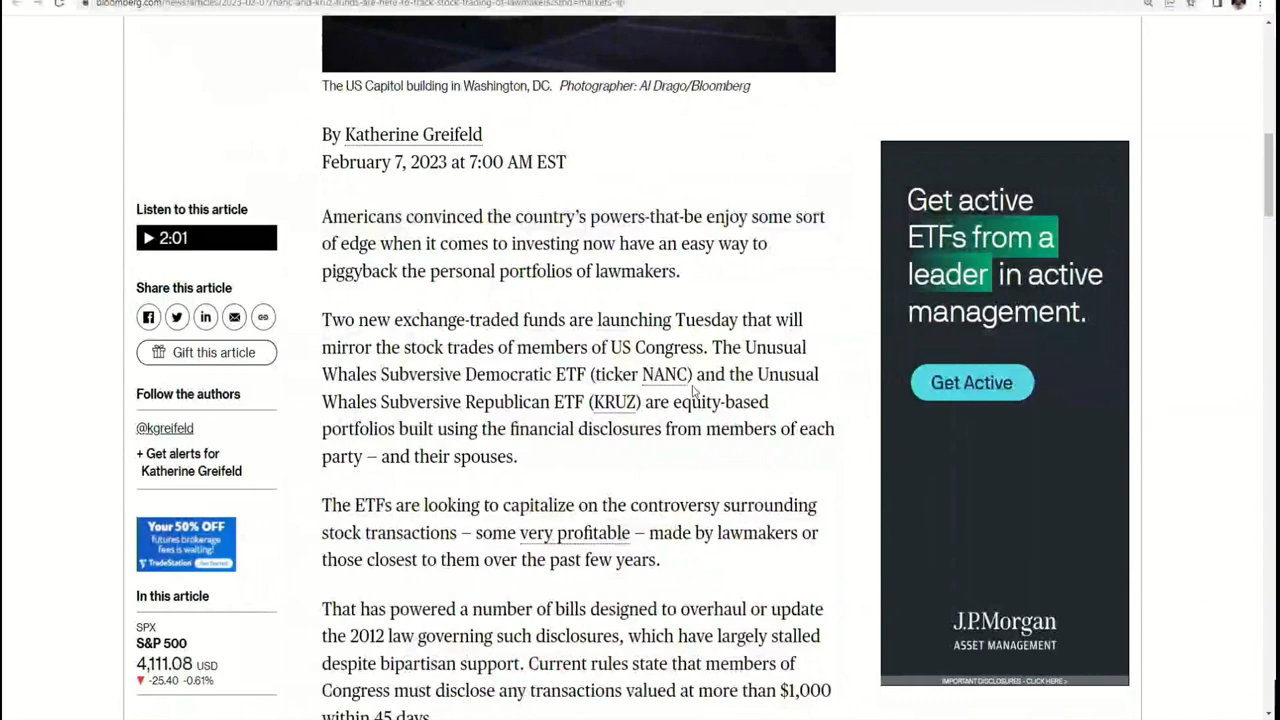 bloomberg.com/news/articles/2023-02-07/nanc-and-kruz-funds-are-here-to-track-stock-trading-of-lawmakers
The US Capitol building in Washington, DC. Photographer: Al Drago/Bloomberg
By Katherine Greifeld
February 7, 2023 at 7:00 AM EST
Listen to this article
2:01
Share this article
Gift this article
Follow the authors
@kgreifeld
+ Get alerts for
Katherine Greifeld
Your 50% OFF
futures brokerage
fees is waiting!
TradeStation Get Started
In this article
SPX
S&P 500
4,111.08 USD
▼ -25.40 -0.61%
Americans convinced the country's powers-that-be enjoy some sort
of edge when it comes to investing now have an easy way to
piggyback the personal portfolios of lawmakers.
Two new exchange-traded funds are launching Tuesday that will
mirror the stock trades of members of US Congress. The Unusual
Whales Subversive Democratic ETF (ticker NANC) and the Unusual
Whales Subversive Republican ETF (KRUZ) are equity-based
portfolios built using the financial disclosures from members of each
party – and their spouses.
The ETFs are looking to capitalize on the controversy surrounding
stock transactions – some very profitable – made by lawmakers or
those closest to them over the past few years.
That has powered a number of bills designed to overhaul or update
the 2012 law governing such disclosures, which have largely stalled
despite bipartisan support. Current rules state that members of
Congress must disclose any transactions valued at more than $1,000
within 45 days.
Get active
ETFs from a
leader in active
management.
Get Active
J.P.Morgan
ASSET MANAGEMENT
IMPORTANT DISCLOSURES - CLICK HERE >